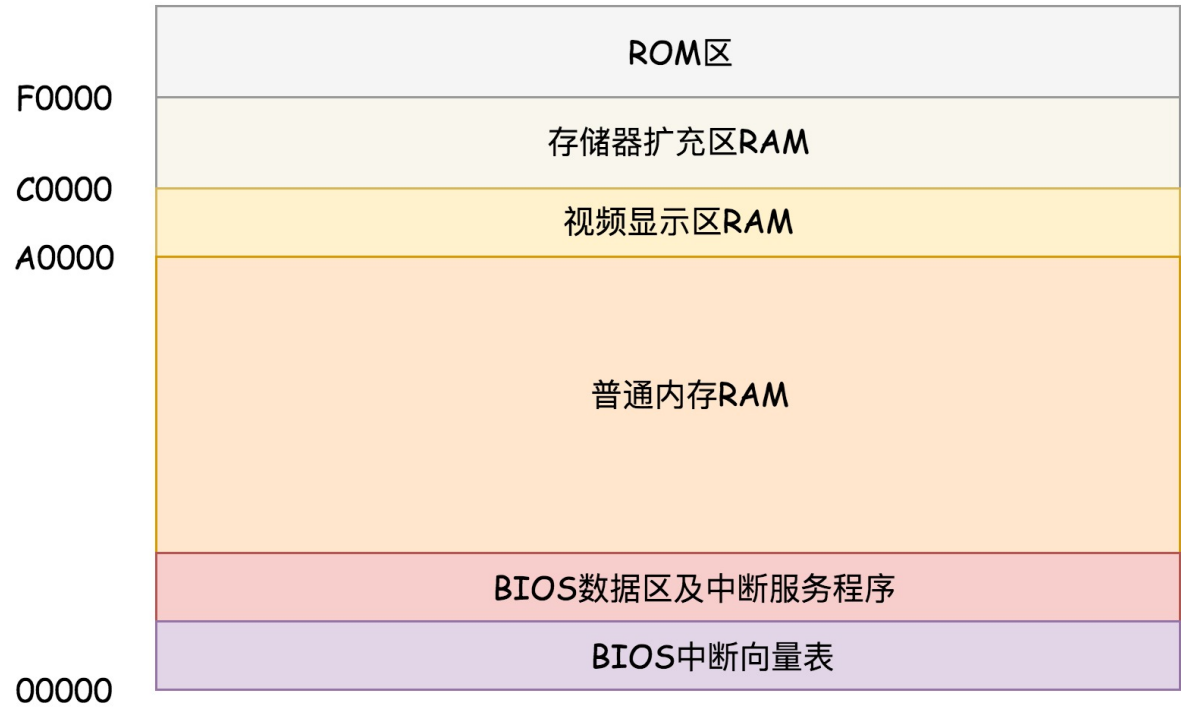 ROM区
F0000
存储器扩充区RAM
C0000
视频显示区RAM
A0000
普通内存RAM
BIOS数据区及中断服务程序
BIOS中断向量表
00000